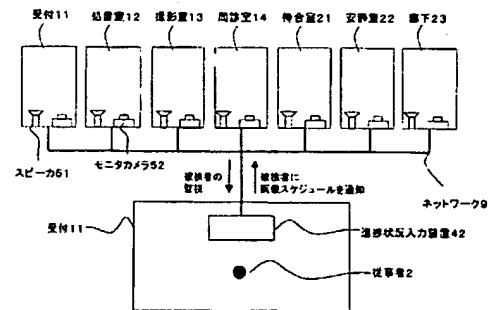 受付11 処置室12 撮影室13 問診室14 待合室21 安静室22 廊下23
スピーカ51
モニタカメラ52
被検者の
監視
被検者に
医療スケジュールを通知
ネットワーク9
受付11
進捗状況入力装置42
従事者2